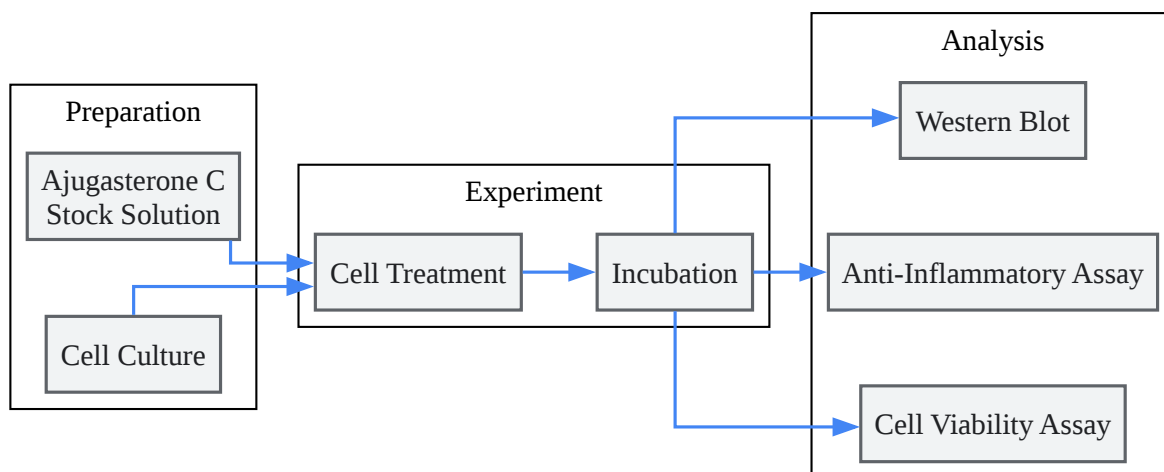 Preparation
Ajugasterone C
Stock Solution
Cell Culture
Experiment
Cell Treatment
Incubation
Analysis
Western Blot
Anti-Inflammatory Assay
Cell Viability Assay